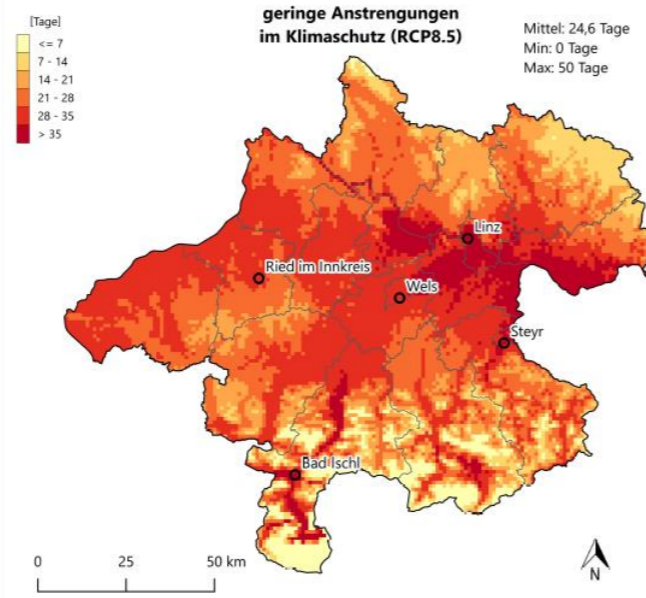 geringe Anstrengungen
im Klimaschutz (RCP8.5)
[Tage]
<= 7
7 - 14
14 - 21
21 - 28
28 - 35
> 35
Mittel: 24,6 Tage
Min: 0 Tage
Max: 50 Tage
Linz
Ried im Innkreis
Wels
Steyr
Bad Ischl
0 25 50 km
N